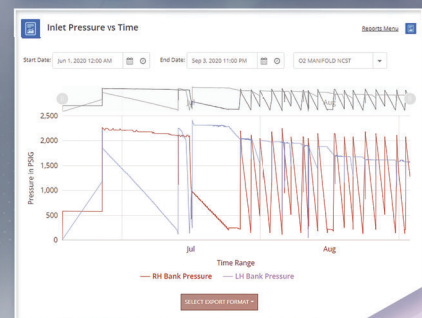 Inlet Pressure vs Time
Reports Menu
Start Date: Jun 1, 2020 12:00 AM End Date: Sep 3, 2020 11:00 PM O2 MANIFOLD NCST
Aug
2,500
2,000
1,500
1,000
500
0
Pressure in PSIG
Jul Aug
Time Range
RH Bank Pressure LH Bank Pressure
SELECT EXPORT FORMAT